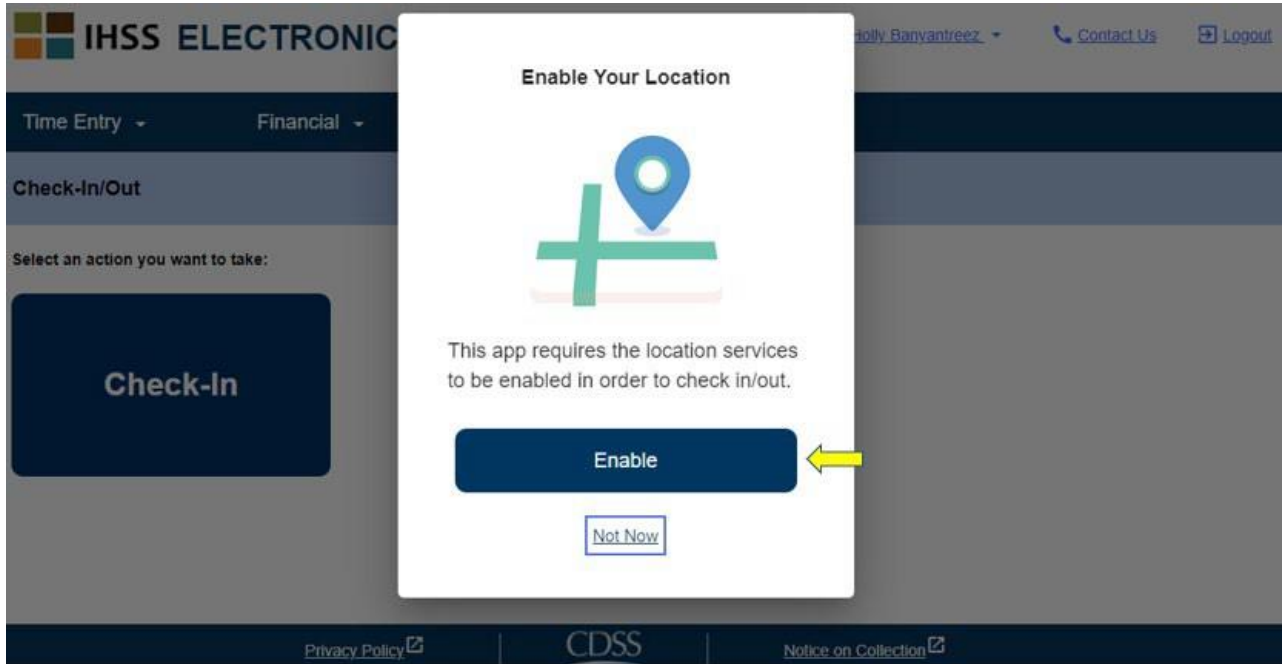 IHSS ELECTRONIC
Holly Banyantreez
Contact Us
Logout
Time Entry
Financial
Check-In/Out
Select an action you want to take:
Check-In
Enable Your Location
This app requires the location services
to be enabled in order to check in/out.
Enable
Not Now
Privacy Policy
CDSS
Notice on Collection